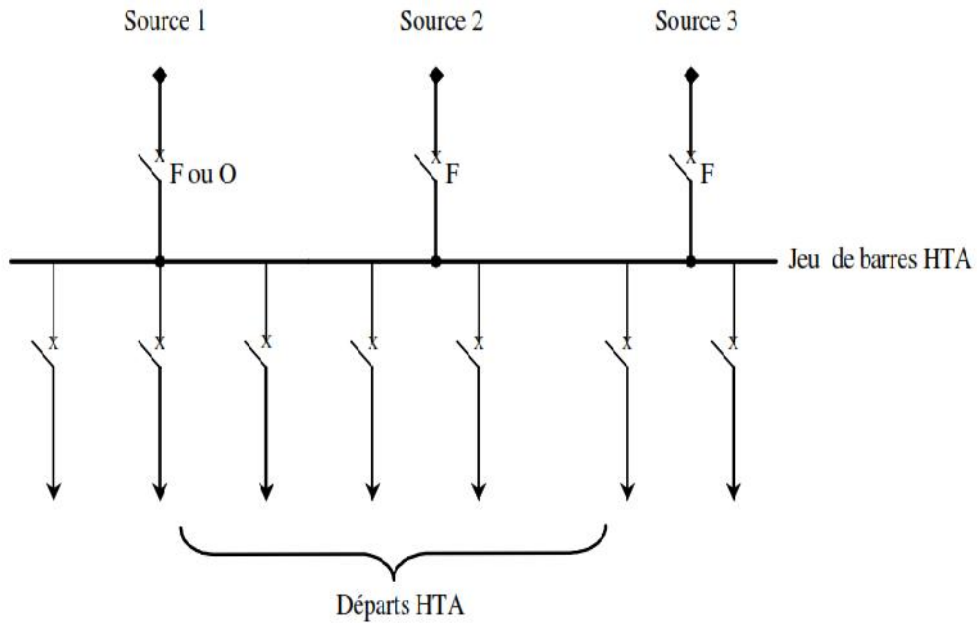 Source 1
Source 2
Source 3
F ou O
F
F
Jeu de barres HTA
Départs HTA